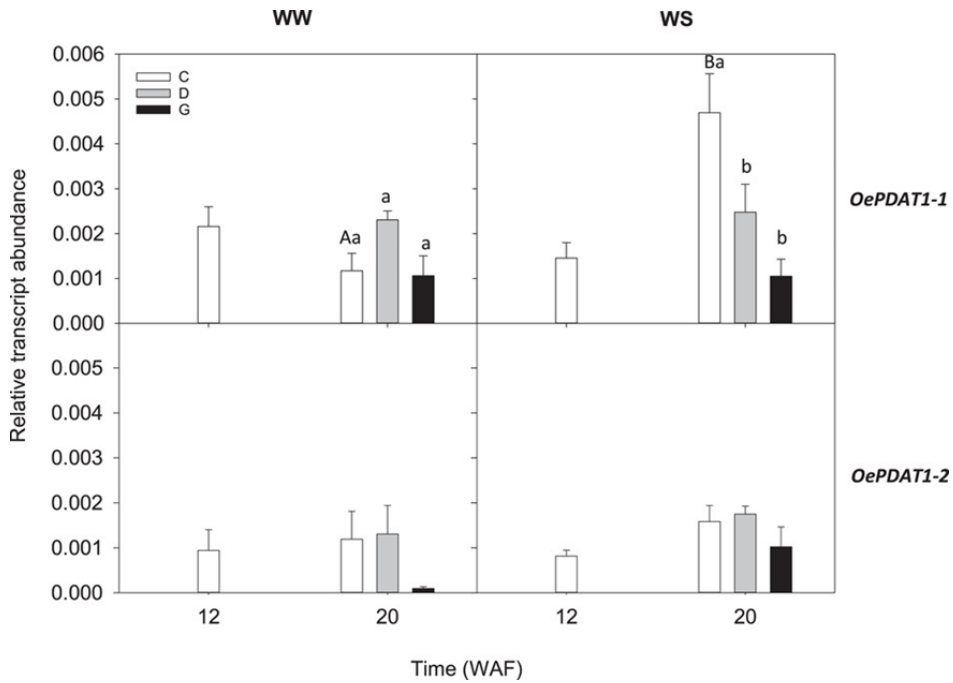 WW
WS
0.006
0.005
0.004
0.003
0.002
0.001
0.000
C
D
G
Aa
a
a
Ba
b
b
OePDAT1-1
Relative transcript abundance
0.005
0.004
0.003
0.002
0.001
0.000
OePDAT1-2
12
20
12
20
Time (WAF)